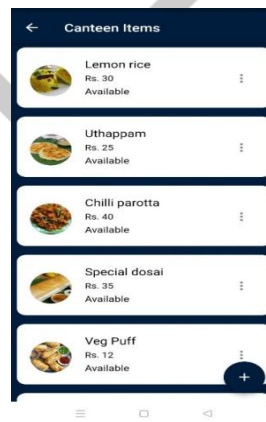 Canteen Items
Lemon rice
Rs. 30
Available
Uthappam
Rs. 25
Available
Chilli parotta
Rs. 40
Available
Special dosai
Rs. 35
Available
Veg Puff
Rs. 12
Available